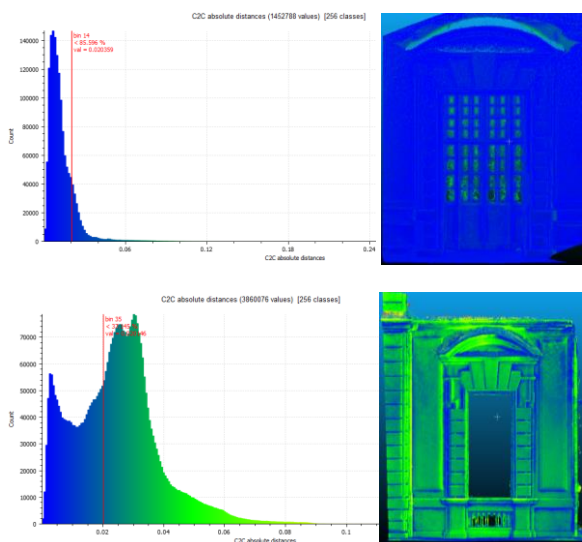 C2C absolute distances (1452788 values) [256 classes]
bin 14
< 85.596 %
val = 0.020359
140000
120000
100000
80000
60000
40000
20000
0
Count
0.06
0.12
0.18
0.24
C2C absolute distances
C2C absolute distances (3860076 values) [256 classes]
bin 35
70000
60000
50000
40000
30000
20000
10000
0
Count
0.02
0.04
0.06
0.08
0.1
C2C absolute distances